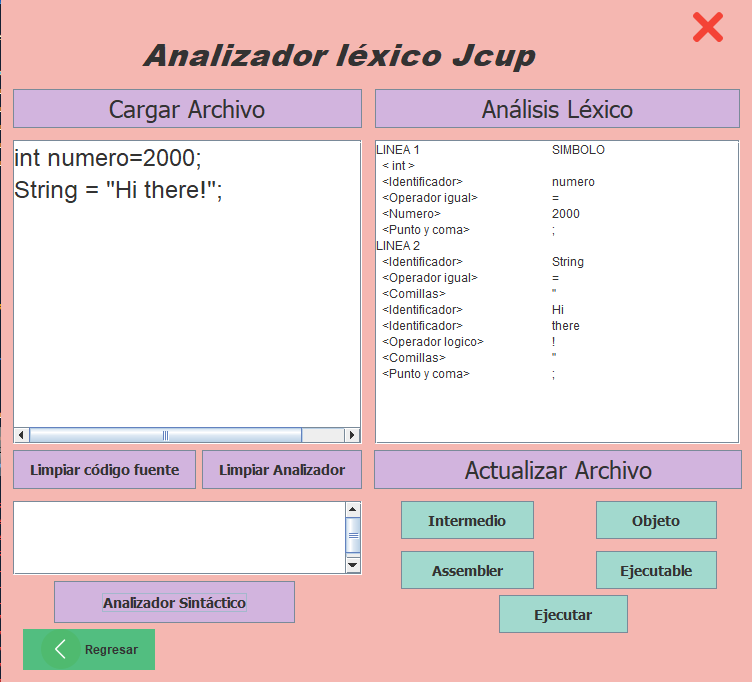 Analizador léxico Jcup
Cargar Archivo
Análisis Léxico
int numero=2000;
String = "Hi there!";
LINEA 1 SIMBOLO
< int >
<Identificador> numero
<Operador igual> =
<Numero> 2000
<Punto y coma> ;
LINEA 2
<Identificador> String
<Operador igual> =
<Comillas> "
<Identificador> Hi
<Identificador> there
<Operador logico> !
<Comillas> "
<Punto y coma> ;
Limpiar código fuente
Limpiar Analizador
Actualizar Archivo
Intermedio
Objeto
Assembler
Ejecutable
Ejecutar
Analizador Sintáctico
Regresar